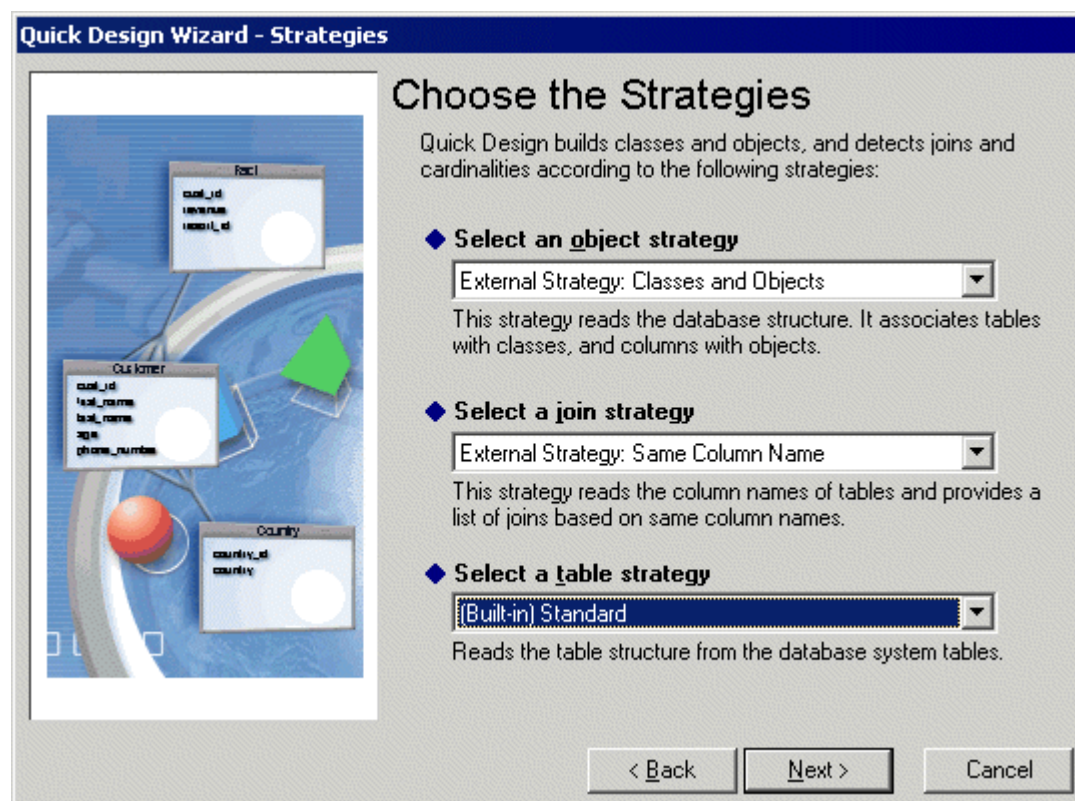 Quick Design Wizard - Strategies
Choose the Strategies
Quick Design builds classes and objects, and detects joins and
cardinalities according to the following strategies:
Select an object strategy
External Strategy: Classes and Objects
This strategy reads the database structure. It associates tables
with classes, and columns with objects.
Select a join strategy
External Strategy: Same Column Name
This strategy reads the column names of tables and provides a
list of joins based on same column names.
Select a table strategy
(Built-in) Standard
Reads the table structure from the database system tables.
Customer
cust_id
last_name
age
phone_number
Country
country_id
country
< Back
Next >
Cancel